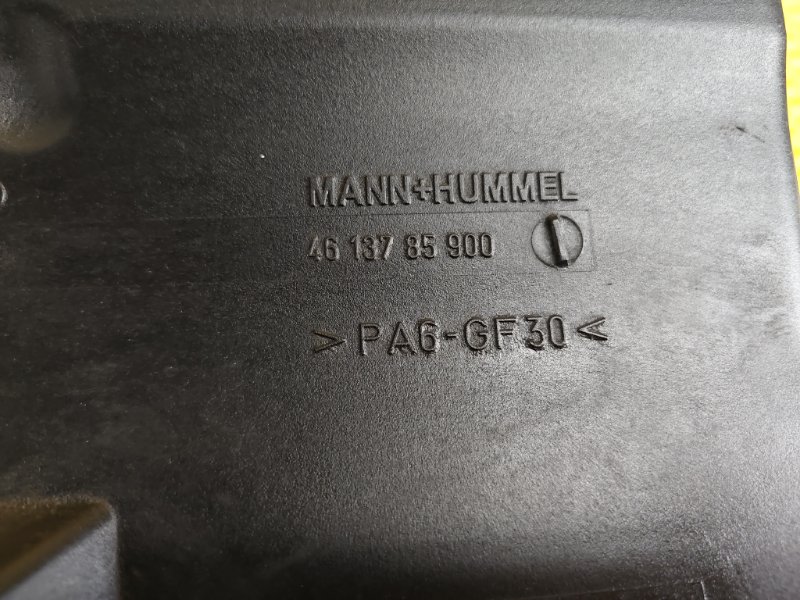 MANN+HUMMEL
46 137 85 900
>PA6-GF30<